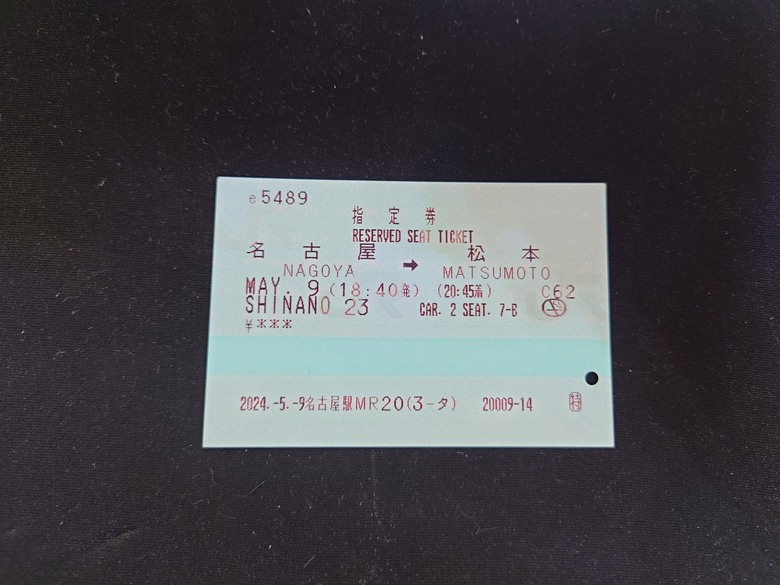 e5489
指定券
RESERVED SEAT TICKET
名古屋 ➡ 松本
NAGOYA MATSUMOTO
MAY. 9 (18:40発) (20:45着) C62
SHINANO 23 CAR. 2 SEAT. 7-B
¥***
2024.-5.-9名古屋駅MR20(3-タ) 20009-14